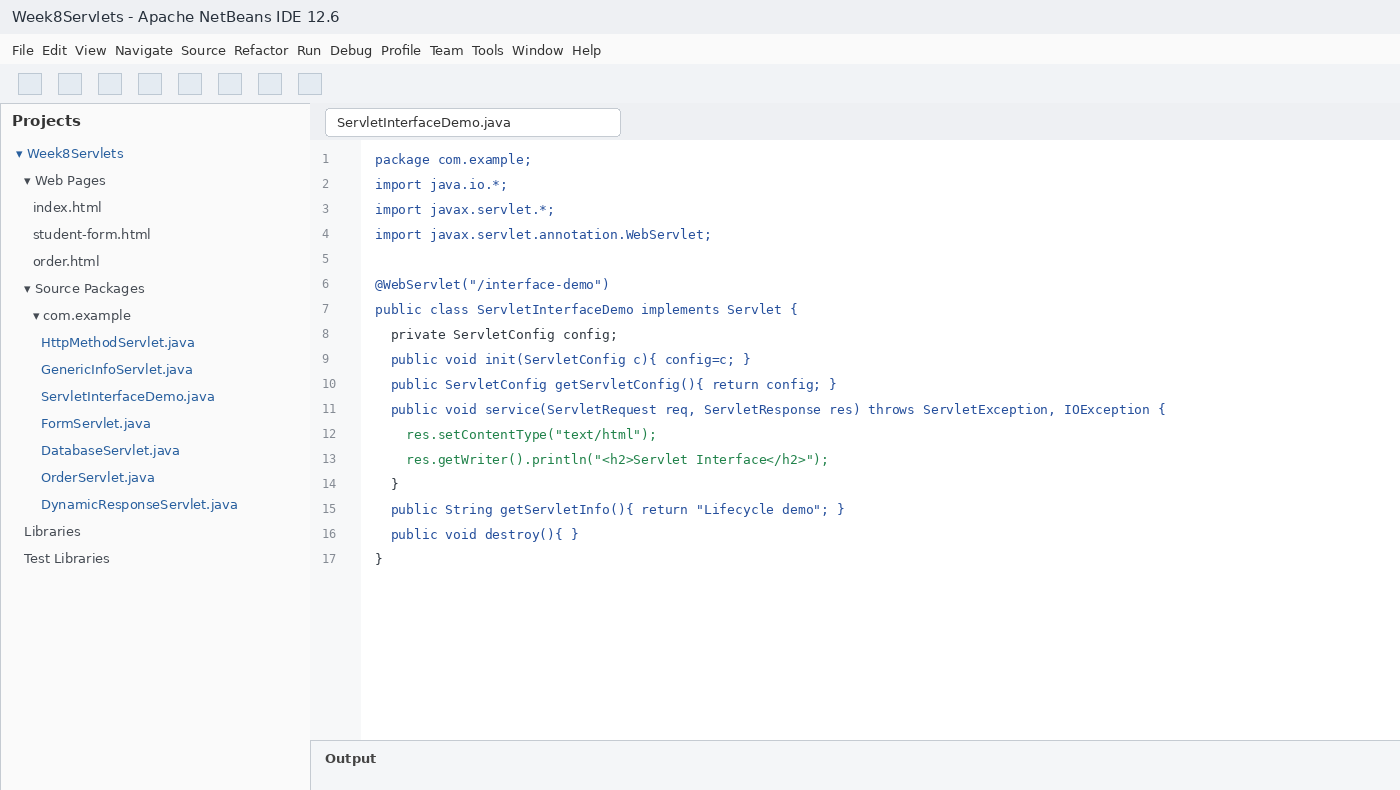 Week8Servlets - Apache NetBeans IDE 12.6
File Edit View Navigate Source Refactor Run Debug Profile Team Tools Window Help
Projects
▾ Week8Servlets
▾ Web Pages
index.html
student-form.html
order.html
▾ Source Packages
▾ com.example
HttpMethodServlet.java
GenericInfoServlet.java
ServletInterfaceDemo.java
FormServlet.java
DatabaseServlet.java
OrderServlet.java
DynamicResponseServlet.java
Libraries
Test Libraries
ServletInterfaceDemo.java
1 package com.example;
2 import java.io.*;
3 import javax.servlet.*;
4 import javax.servlet.annotation.WebServlet;
5
6 @WebServlet("/interface-demo")
7 public class ServletInterfaceDemo implements Servlet {
8   private ServletConfig config;
9   public void init(ServletConfig c){ config=c; }
10   public ServletConfig getServletConfig(){ return config; }
11   public void service(ServletRequest req, ServletResponse res) throws ServletException, IOException {
12     res.setContentType("text/html");
13     res.getWriter().println("<h2>Servlet Interface</h2>");
14   }
15   public String getServletInfo(){ return "Lifecycle demo"; }
16   public void destroy(){ }
17 }
Output